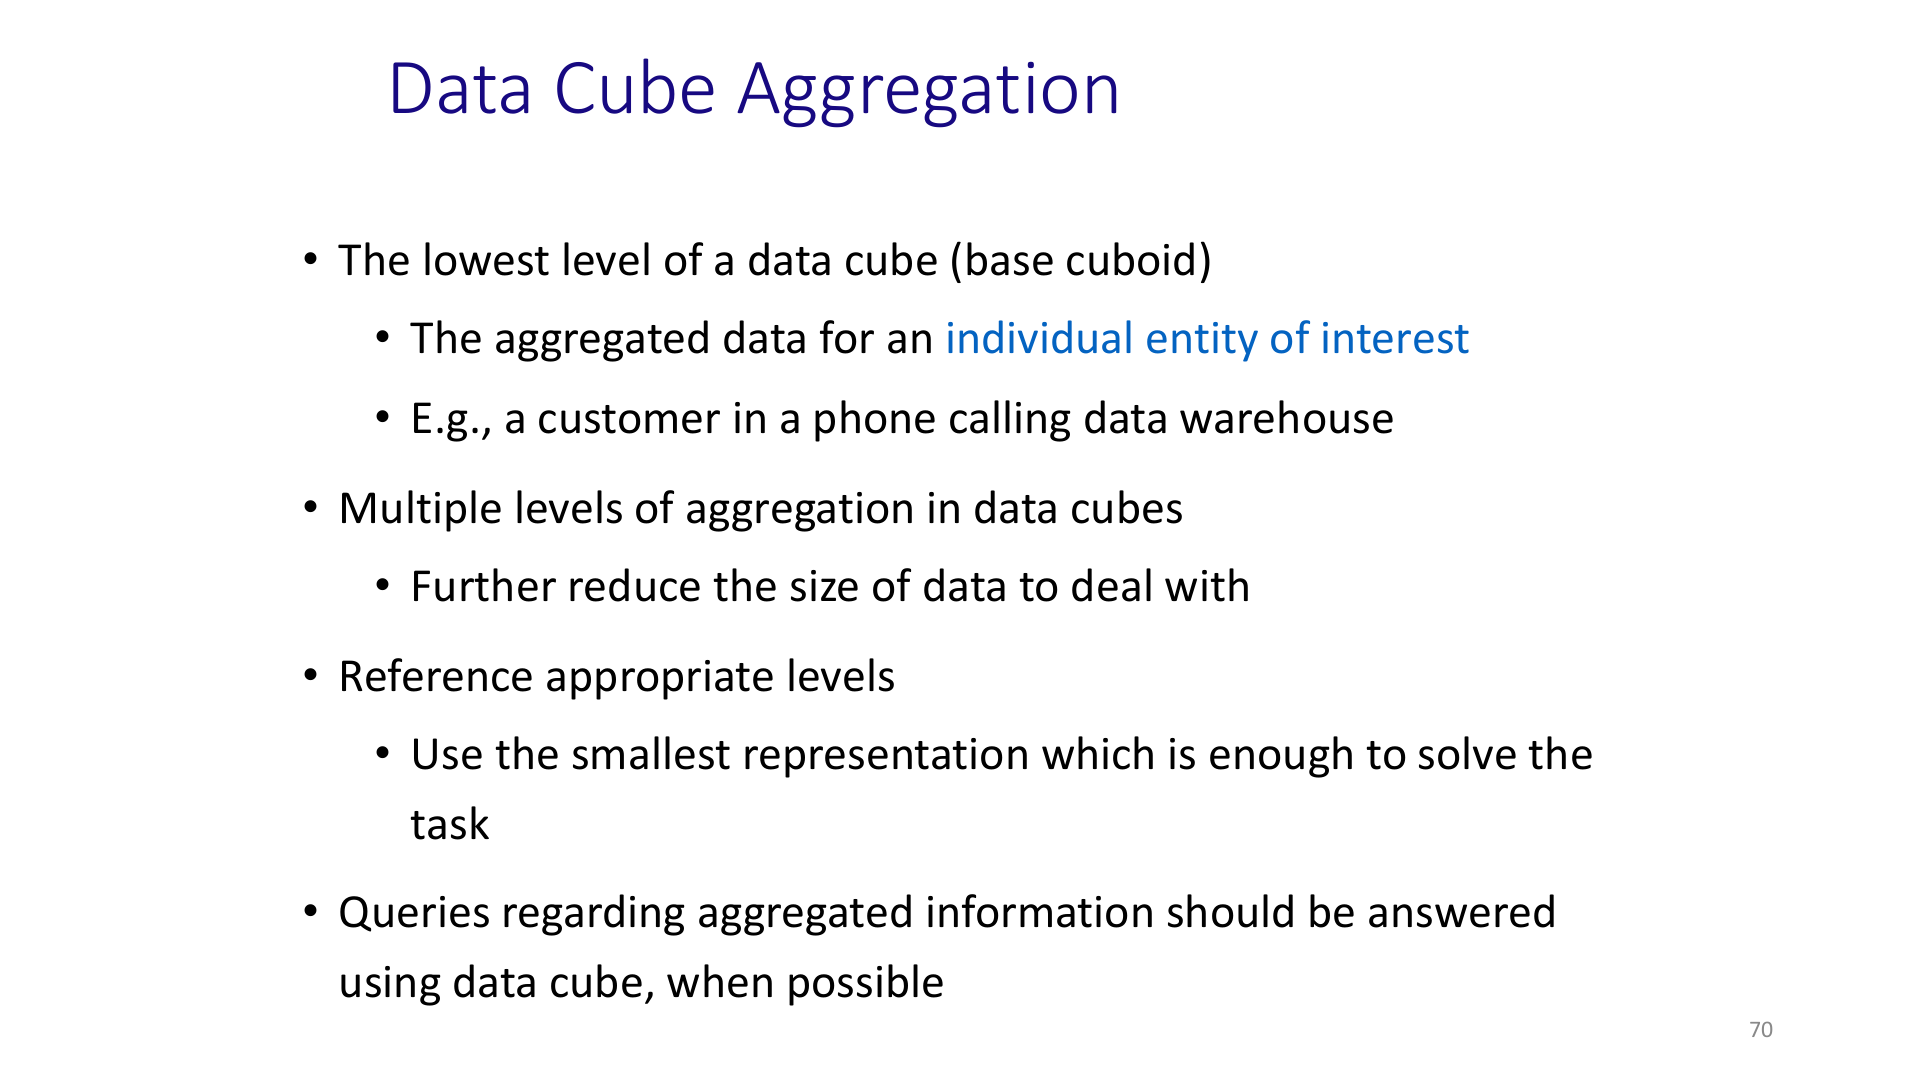 Data Cube Aggregation
• The lowest level of a data cube (base cuboid)
• The aggregated data for an individual entity of interest
• E.g., a customer in a phone calling data warehouse
• Multiple levels of aggregation in data cubes
• Further reduce the size of data to deal with
• Reference appropriate levels
• Use the smallest representation which is enough to solve the
task
• Queries regarding aggregated information should be answered
using data cube, when possible
70